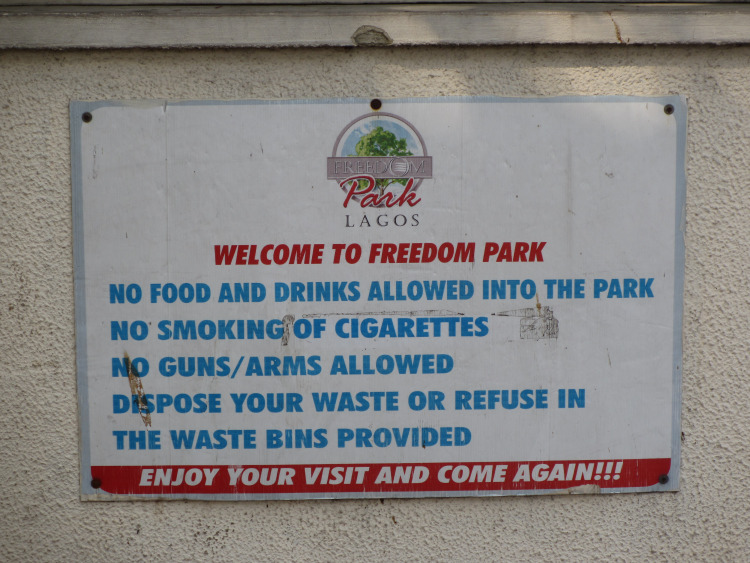 FREEDOM
Park
LAGOS
WELCOME TO FREEDOM PARK
NO FOOD AND DRINKS ALLOWED INTO THE PARK
NO SMOKING OF CIGARETTES
NO GUNS/ARMS ALLOWED
DISPOSE YOUR WASTE OR REFUSE IN
THE WASTE BINS PROVIDED
ENJOY YOUR VISIT AND COME AGAIN!!!